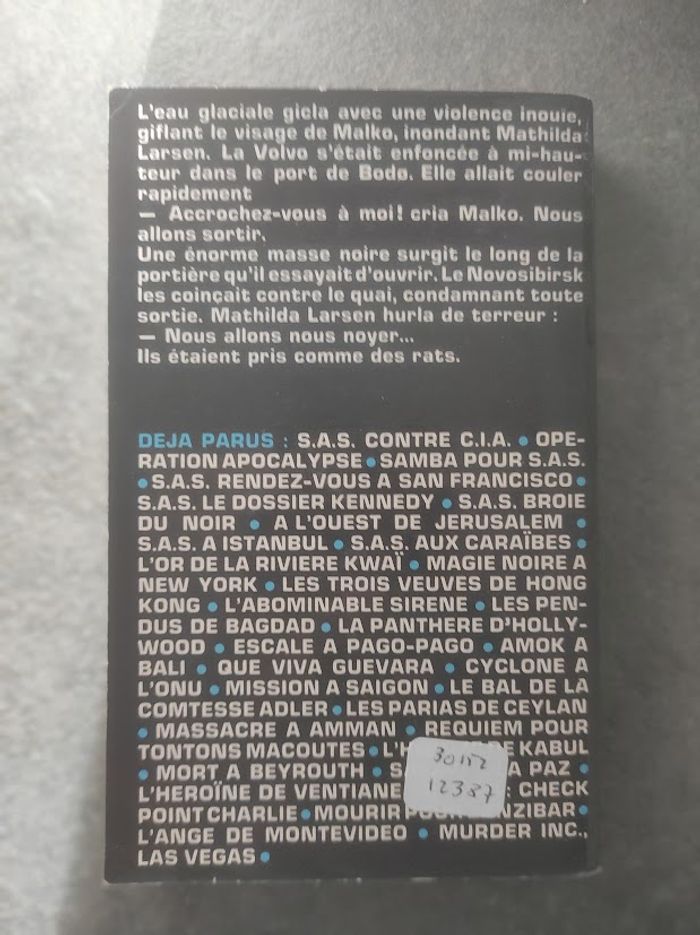 L'eau glaciale gicla avec une violence inouïe,
giflant le visage de Malko, inondant Mathilda
Larsen. La Volvo s'était enfoncée à mi-hau-
teur dans le port de Bodø. Elle allait couler
rapidement
— Accrochez-vous à moi! cria Malko. Nous
allons sortir.
Une énorme masse noire surgit le long de la
portière qu'il essayait d'ouvrir. Le Novosibirsk
les coinçait contre le quai, condamnant toute
sortie. Mathilda Larsen hurla de terreur :
— Nous allons nous noyer...
Ils étaient pris comme des rats.
DEJA PARUS : S.A.S. CONTRE C.I.A. • OPE-
RATION APOCALYPSE • SAMBA POUR S.A.S.
• S.A.S. RENDEZ-VOUS A SAN FRANCISCO •
S.A.S. LE DOSSIER KENNEDY • S.A.S. BROIE
DU NOIR • A L'OUEST DE JERUSALEM •
S.A.S. A ISTANBUL • S.A.S. AUX CARAÏBES •
L'OR DE LA RIVIERE KWAÏ • MAGIE NOIRE A
NEW YORK • LES TROIS VEUVES DE HONG
KONG • L'ABOMINABLE SIRENE • LES PEN-
DUS DE BAGDAD • LA PANTHERE D'HOLLY-
WOOD • ESCALE A PAGO-PAGO • AMOK A
BALI • QUE VIVA GUEVARA • CYCLONE A
L'ONU • MISSION A SAIGON • LE BAL DE LA
COMTESSE ADLER • LES PARIAS DE CEYLAN
• MASSACRE A AMMAN • REQUIEM POUR
TONTONS MACOUTES • KABUL
• MORT A BEYROUTH • A PAZ •
L'HEROÏNE DE VENTIANE : CHECK
POINT CHARLIE • MOURIR
L'ANGE DE MONTEVIDEO • MURDER INC.,
LAS VEGAS •
12387